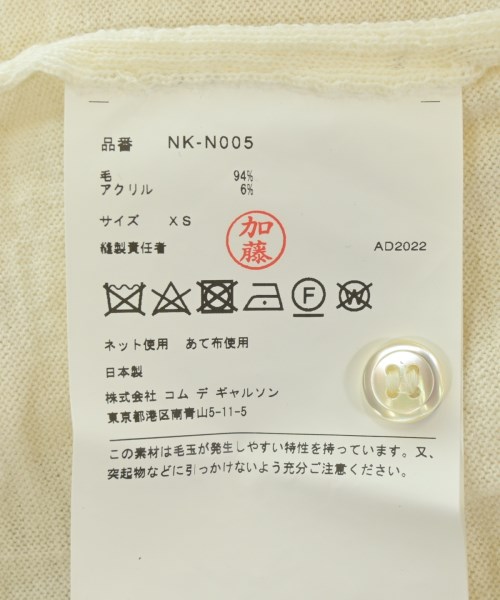 品番 NK-N005
毛 94%
アクリル 6%
サイズ XS
加藤
縫製責任者 AD2022
F
W
ネット使用 あて布使用
日本製
株式会社 コム デ ギャルソン
東京都港区南青山5-11-5
この素材は毛玉が発生しやすい特性を持っています。又、
突起物などに引っかけないよう充分ご注意ください。